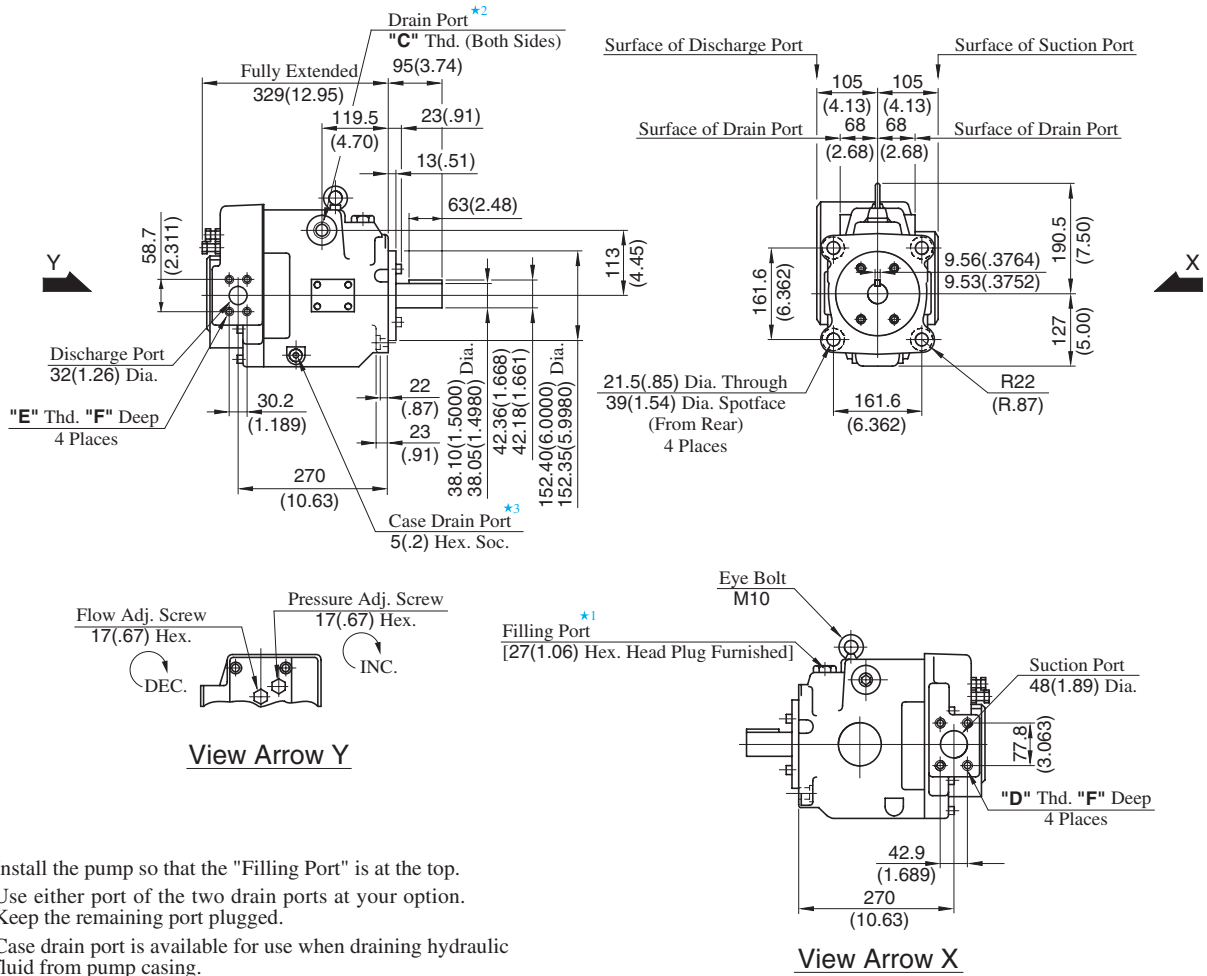 Drain Port ★2
"C" Thd. (Both Sides)
Fully Extended
329(12.95)
95(3.74)
119.5
(4.70)
23(.91)
13(.51)
63(2.48)
58.7
(2.311)
Y
113
(4.45)
Discharge Port
32(1.26) Dia.
"E" Thd. "F" Deep
4 Places
30.2
(1.189)
22
(.87)
23
(.91)
270
(10.63)
38.10(1.5000) Dia.
38.05(1.4980)
42.36(1.668)
42.18(1.661)
152.40(6.0000) Dia.
152.35(5.9980)
Case Drain Port ★3
5(.2) Hex. Soc.
Surface of Discharge Port
Surface of Suction Port
105
(4.13)
105
(4.13)
Surface of Drain Port
68
(2.68)
68
(2.68)
Surface of Drain Port
190.5
(7.50)
9.56(.3764)
9.53(.3752)
X
161.6
(6.362)
127
(5.00)
21.5(.85) Dia. Through
39(1.54) Dia. Spotface
(From Rear)
4 Places
R22
(R.87)
161.6
(6.362)
Flow Adj. Screw
17(.67) Hex.
Pressure Adj. Screw
17(.67) Hex.
DEC.
INC.
View Arrow Y
Eye Bolt
M10
Filling Port ★1
[27(1.06) Hex. Head Plug Furnished]
Suction Port
48(1.89) Dia.
77.8
(3.063)
"D" Thd. "F" Deep
4 Places
42.9
(1.689)
270
(10.63)
View Arrow X
nstall the pump so that the "Filling Port" is at the top.
Use either port of the two drain ports at your option.
Keep the remaining port plugged.
Case drain port is available for use when draining hydraulic
fluid from pump casing.